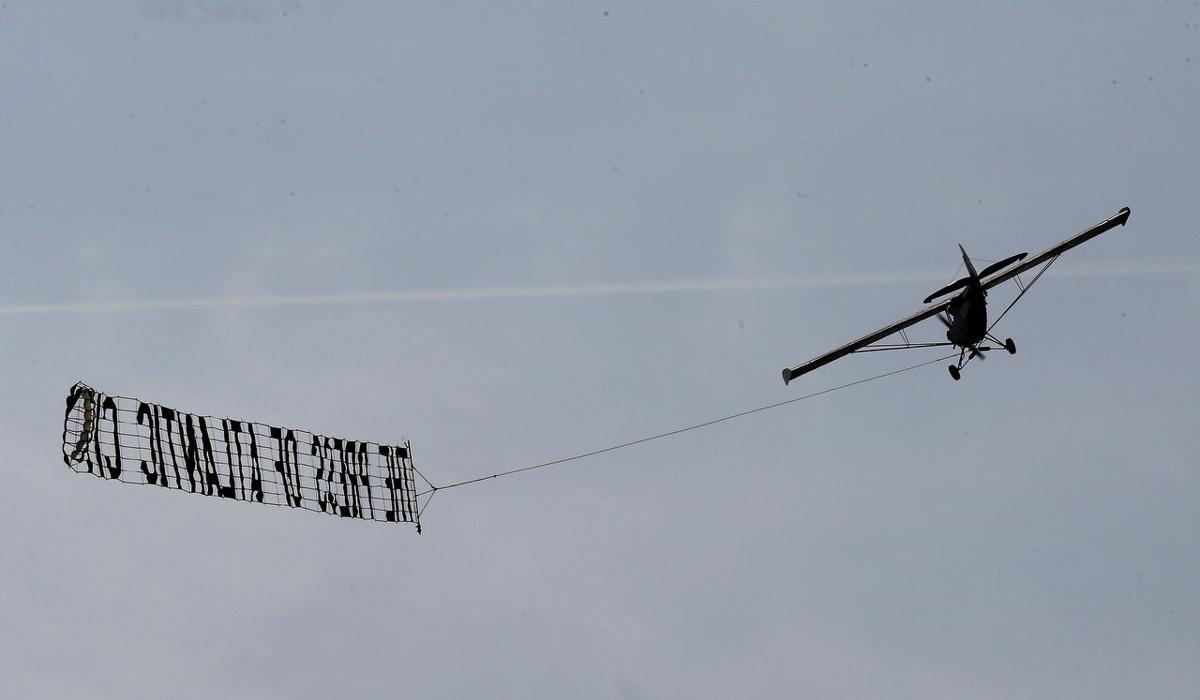 THE PRESS OF ATLANTIC